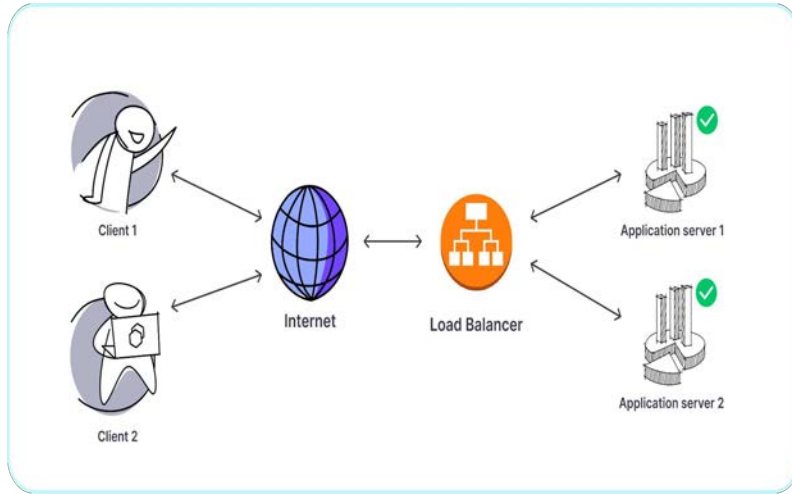 Client 1
Application server 1
Internet
Load Balancer
Client 2
Application server 2